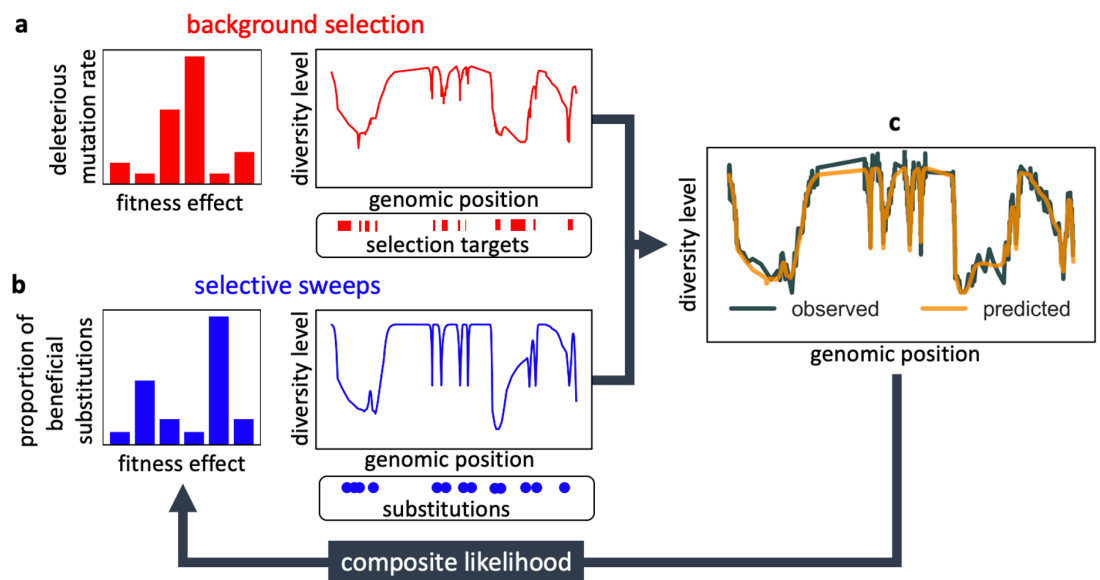 a
background selection
deleterious
mutation rate
fitness effect
diversity level
genomic position
selection targets
b
selective sweeps
proportion of
beneficial
substitutions
fitness effect
diversity level
genomic position
substitutions
c
diversity level
observed
predicted
genomic position
composite likelihood